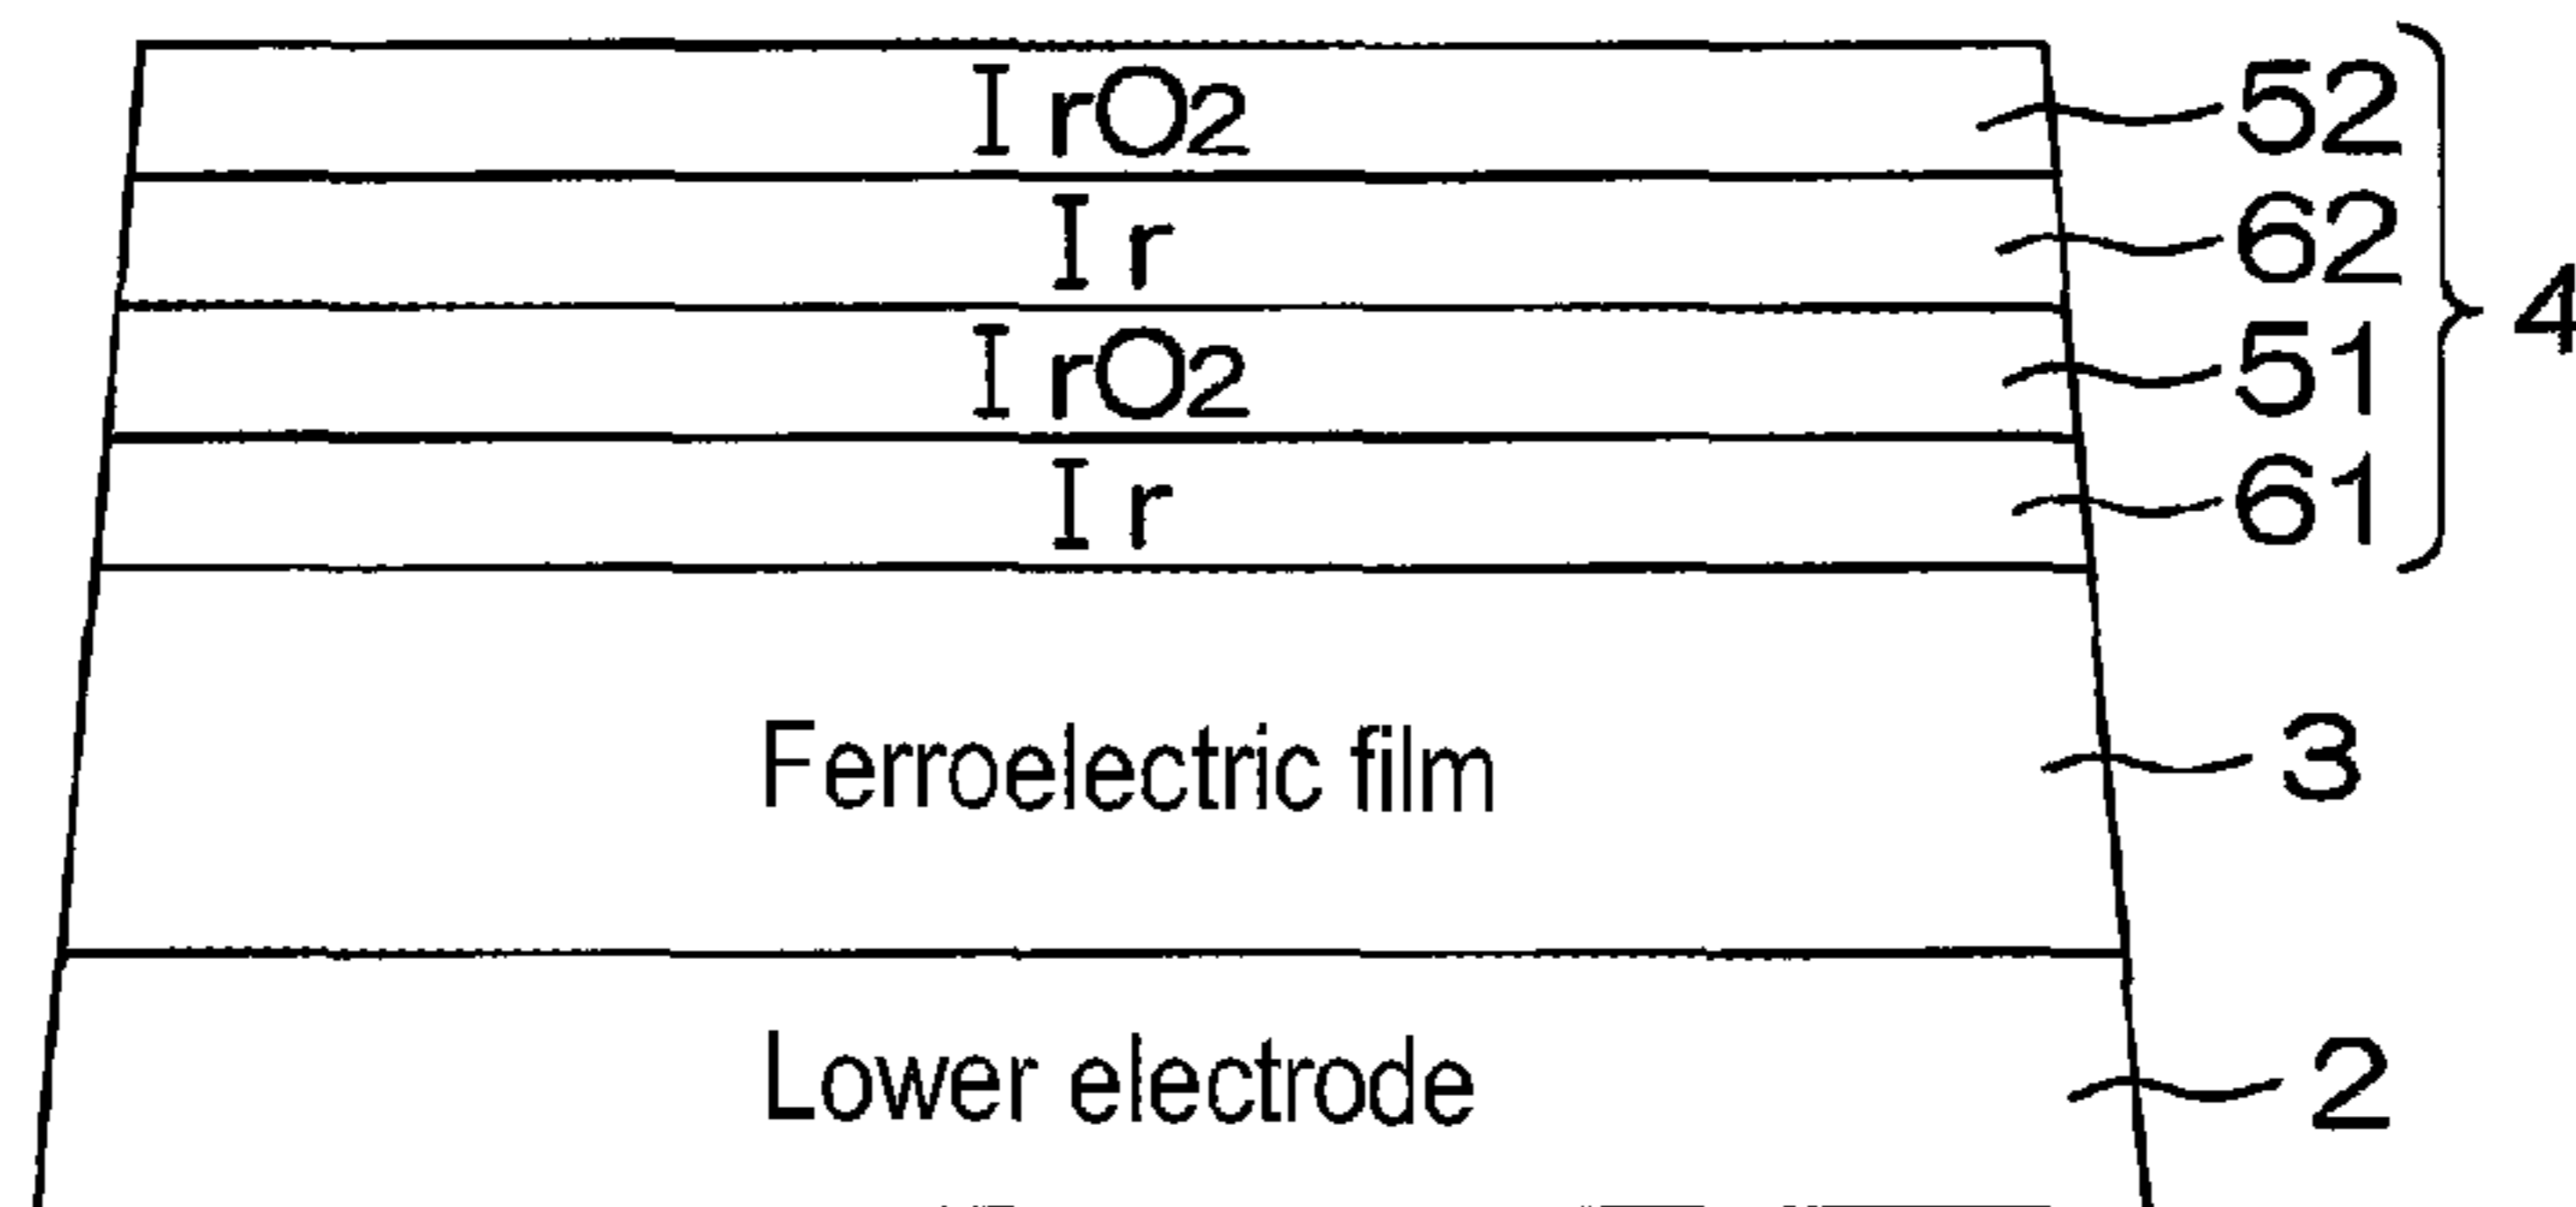 IrO2 52
Ir 62
4
IrO2 51
Ir 61
Ferroelectric film 3
Lower electrode 2